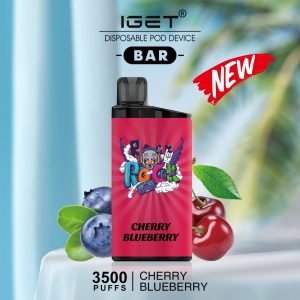 IGET®
DISPOSABLE POD DEVICE
BAR
NEW
CHERRY
BLUEBERRY
3500
PUFFS
CHERRY
BLUEBERRY